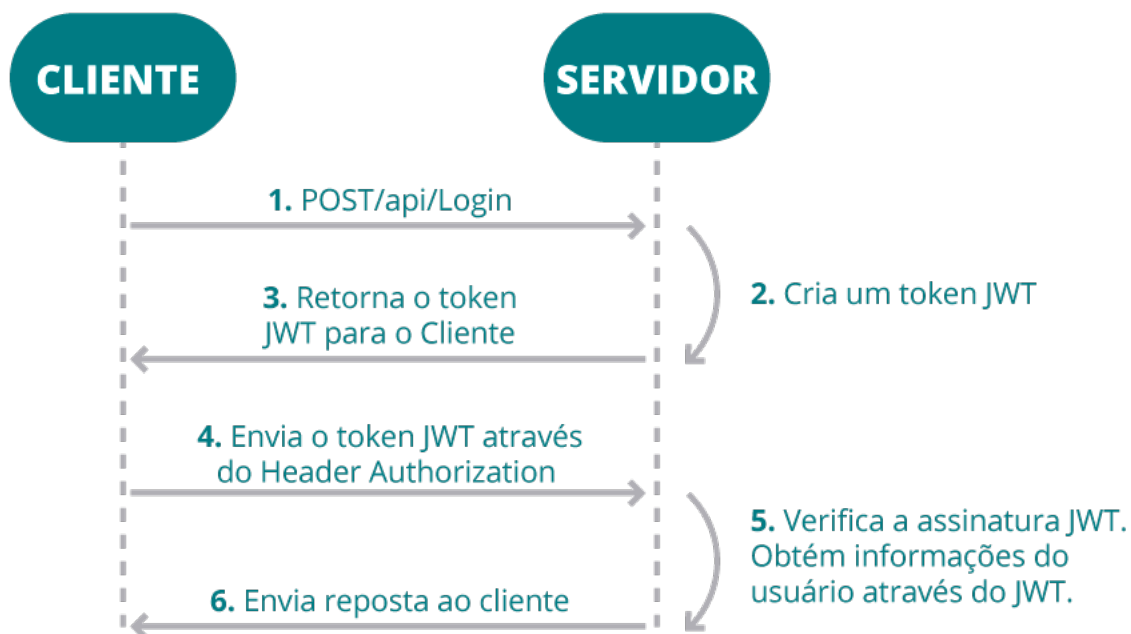 CLIENTE
SERVIDOR
1. POST/api/Login
2. Cria um token JWT
3. Retorna o token
JWT para o Cliente
4. Envia o token JWT através
do Header Authorization
5. Verifica a assinatura JWT.
Obtém informações do
usuário através do JWT.
6. Envia reposta ao cliente